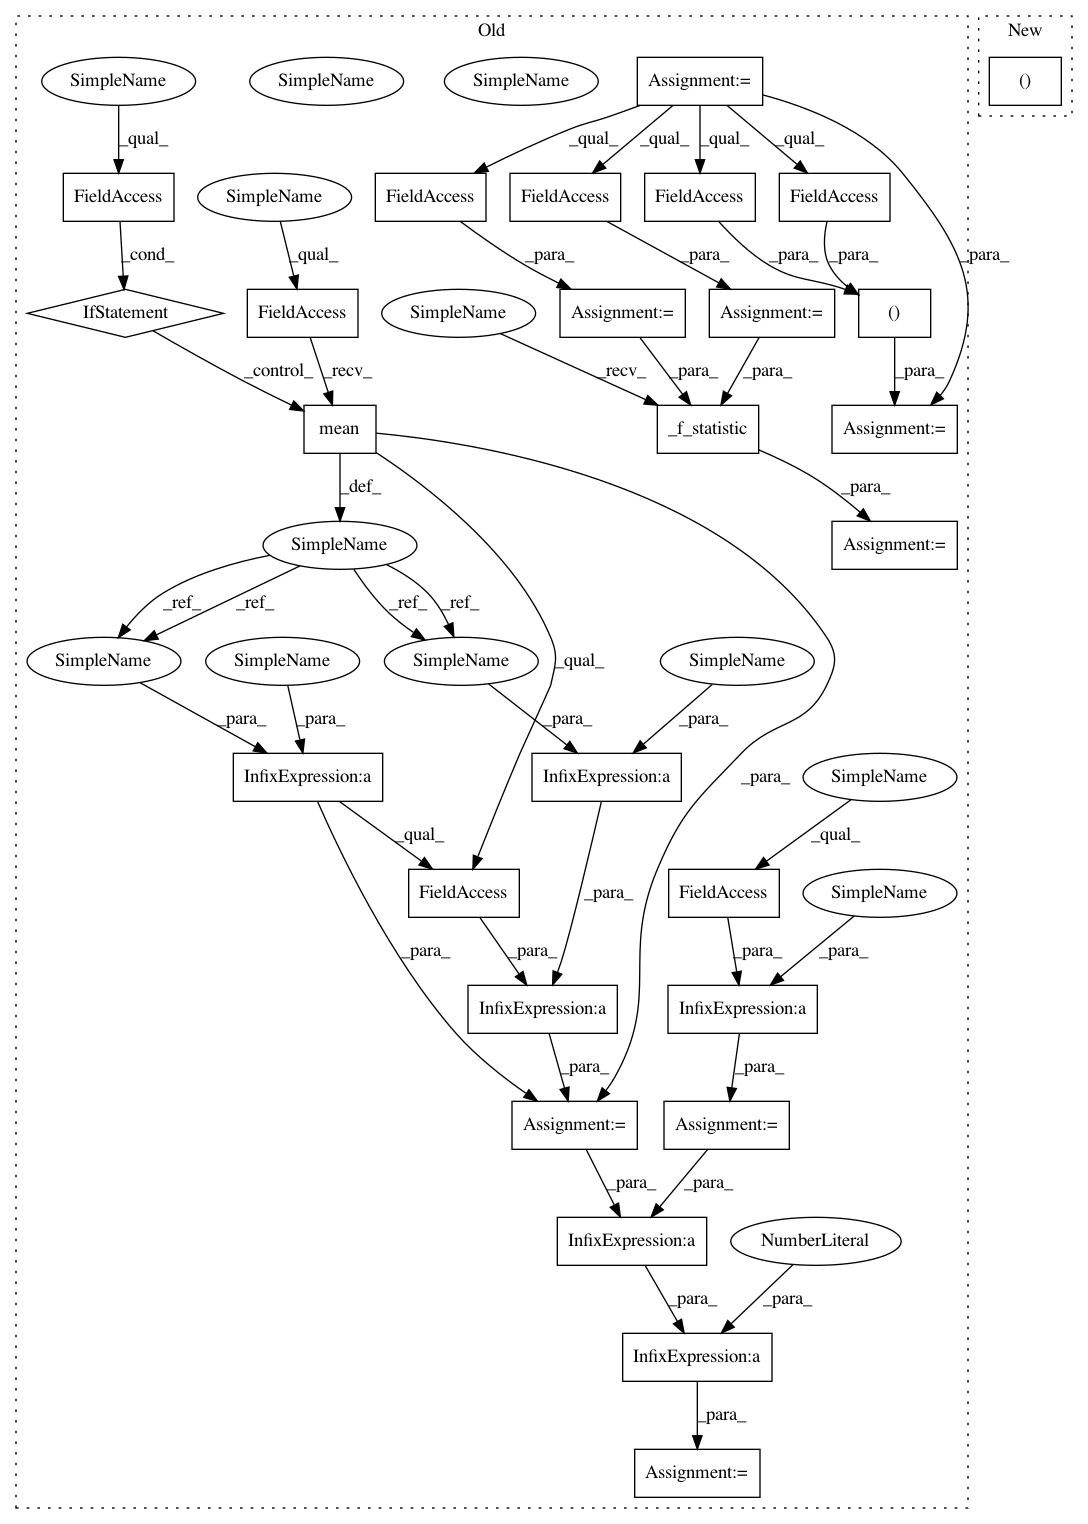 Old
New
SimpleName
SimpleName
SimpleName
Assignment:=
()
_qual_
_qual_
_qual_
_qual_
_qual_
FieldAccess
SimpleName
FieldAccess
FieldAccess
FieldAccess
FieldAccess
_cond_
_qual_
_para_
_para_
_para_
_para_
_para_
IfStatement
FieldAccess
SimpleName
Assignment:=
Assignment:=
()
_control_
_recv_
_recv_
_para_
_para_
_para_
mean
_f_statistic
Assignment:=
_def_
_para_
SimpleName
Assignment:=
_ref_
_ref_
_ref_
_ref_
SimpleName
SimpleName
SimpleName
_qual_
SimpleName
_para_
_para_
_para_
_para_
InfixExpression:a
InfixExpression:a
_para_
SimpleName
_qual_
_qual_
FieldAccess
_para_
FieldAccess
SimpleName
_para_
_para_
_para_
_para_
InfixExpression:a
InfixExpression:a
_para_
_para_
Assignment:=
Assignment:=
_para_
_para_
InfixExpression:a
NumberLiteral
_para_
_para_
InfixExpression:a
_para_
Assignment:=